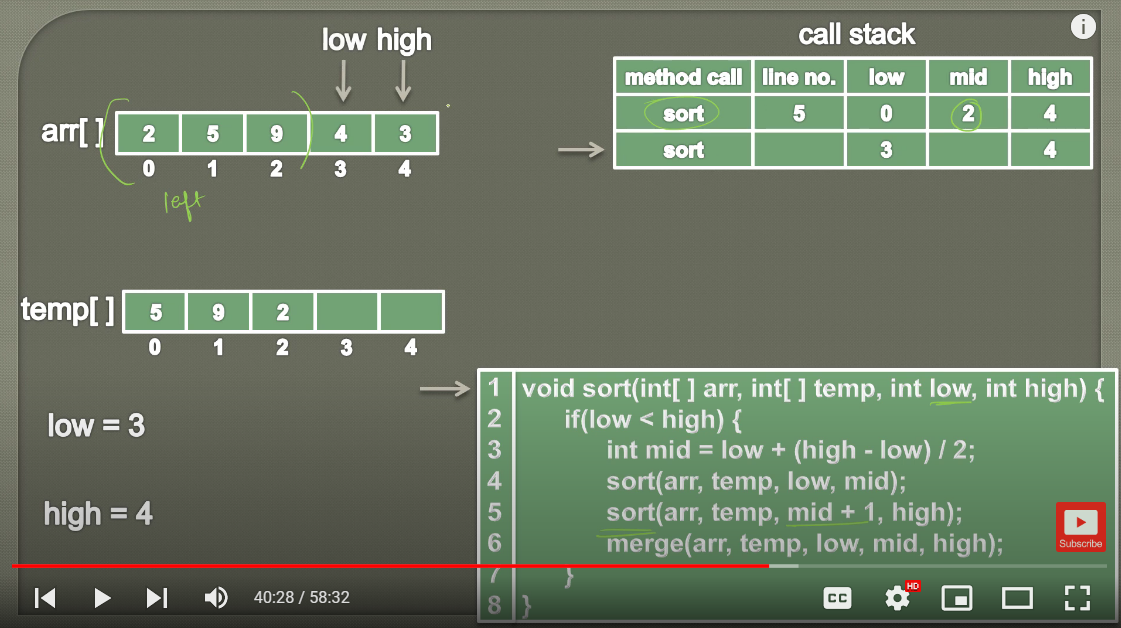 low high
call stack
method call line no. low mid high
sort 5 0 2 4
sort 3 4
arr[ ] 2 5 9 4 3
0 1 2 3 4
left
temp[ ] 5 9 2
0 1 2 3 4
low = 3
high = 4
1 void sort(int[ ] arr, int[ ] temp, int low, int high) {
2 if(low < high) {
3 int mid = low + (high - low) / 2;
4 sort(arr, temp, low, mid);
5 sort(arr, temp, mid + 1, high);
6 merge(arr, temp, low, mid, high);
7 }
8 }
Subscribe
40:28 / 58:32
CC
HD
i